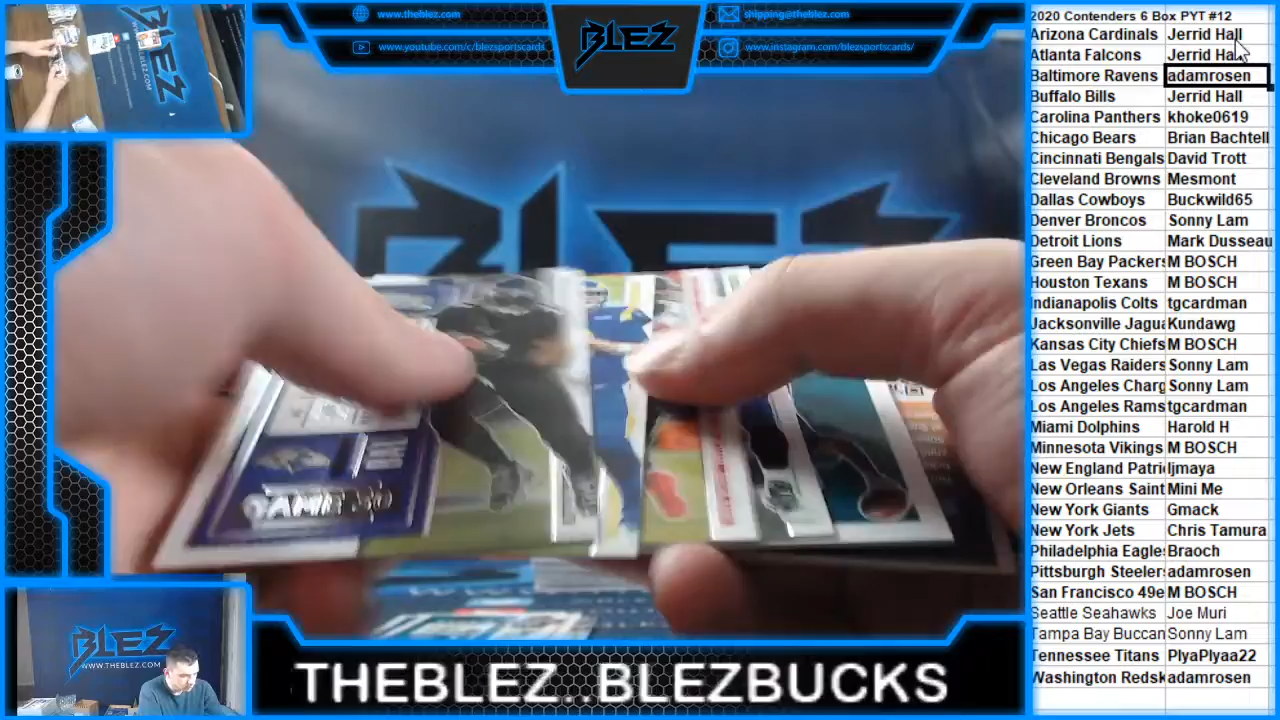 www.theblez.com
shipping@theblez.com
www.youtube.com/c/blezsportscards
www.instagram.com/blezsportscards/
BLEZ
BLEZ
BLEZ
WWW.THEBLEZ.COM
THEBLEZ..BLEZBUCKS
2020 Contenders 6 Box PYT #12
Arizona Cardinals Jerrid Hall
Atlanta Falcons Jerrid Hall
Baltimore Ravens adamrosen
Buffalo Bills Jerrid Hall
Carolina Panthers khoke0619
Chicago Bears Brian Bachtell
Cincinnati Bengals David Trott
Cleveland Browns Mesmont
Dallas Cowboys Buckwild65
Denver Broncos Sonny Lam
Detroit Lions Mark Dusseau
Green Bay Packers M BOSCH
Houston Texans M BOSCH
Indianapolis Colts tgcardman
Jacksonville Jagua Kundawg
Kansas City Chiefs M BOSCH
Las Vegas Raiders Sonny Lam
Los Angeles Charg Sonny Lam
Los Angeles Rams tgcardman
Miami Dolphins Harold H
Minnesota Vikings M BOSCH
New England Patri ljmaya
New Orleans Saint Mini Me
New York Giants Gmack
New York Jets Chris Tamura
Philadelphia Eagle Braoch
Pittsburgh Steelers adamrosen
San Francisco 49e M BOSCH
Seattle Seahawks Joe Muri
Tampa Bay Buccan Sonny Lam
Tennessee Titans PlyaPlyaa22
Washington Redsk adamrosen